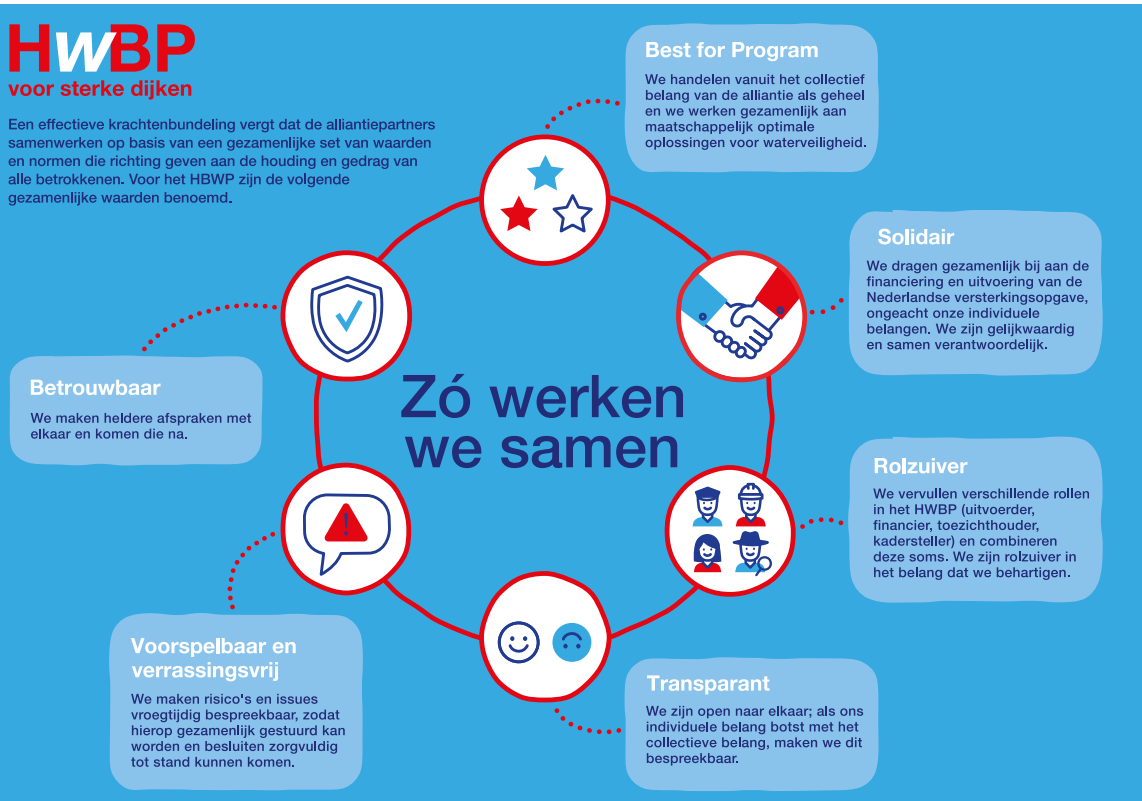 HwBP
voor sterke dijken
Een effectieve krachtenbundeling vergt dat de alliantiepartners
samenwerken op basis van een gezamenlijke set van waarden
en normen die richting geven aan de houding en gedrag van
alle betrokkenen. Voor het HBWP zijn de volgende
gezamenlijke waarden benoemd.
Zó werken
we samen
Best for Program
We handelen vanuit het collectief
belang van de alliantie als geheel
en we werken gezamenlijk aan
maatschappelijk optimale
oplossingen voor waterveiligheid.
Solidair
We dragen gezamenlijk bij aan de
financiering en uitvoering van de
Nederlandse versterkingsopgave,
ongeacht onze individuele
belangen. We zijn gelijkwaardig
en samen verantwoordelijk.
Rolzuiver
We vervullen verschillende rollen
in het HWBP (uitvoerder,
financier, toezichthouder,
kadersteller) en combineren
deze soms. We zijn rolzuiver in
het belang dat we behartigen.
Transparant
We zijn open naar elkaar; als ons
individuele belang botst met het
collectieve belang, maken we dit
bespreekbaar.
Voorspelbaar en
verrassingsvrij
We maken risico's en issues
vroegtijdig bespreekbaar, zodat
hierop gezamenlijk gestuurd kan
worden en besluiten zorgvuldig
tot stand kunnen komen.
Betrouwbaar
We maken heldere afspraken met
elkaar en komen die na.